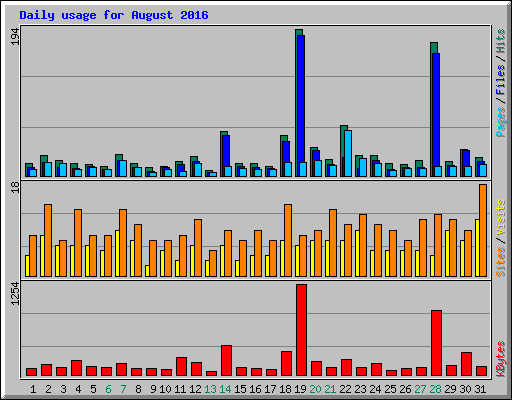 Daily usage for August 2016
194
Pages / Files / Hits
18
Sites / Visits
1254
KBytes
1 2 3 4 5 6 7 8 9 10 11 12 13 14 15 16 17 18 19 20 21 22 23 24 25 26 27 28 29 30 31